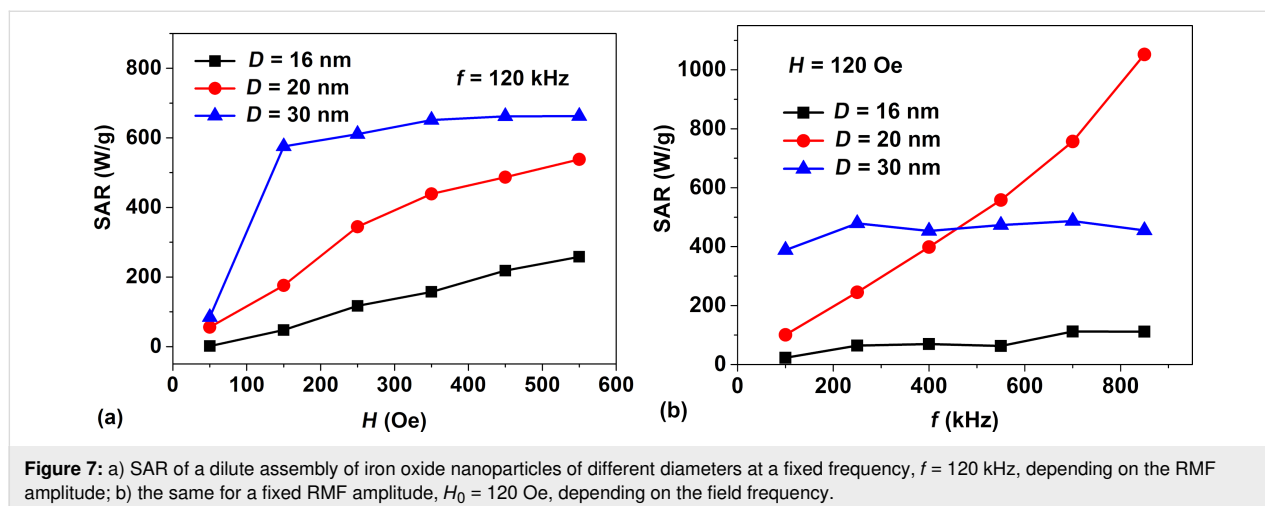 D = 16 nm
D = 20 nm
D = 30 nm
f = 120 kHz
800
600
400
200
0
SAR (W/g)
0 100 200 300 400 500 600
H (Oe)
(a)
H = 120 Oe
D = 16 nm
D = 20 nm
D = 30 nm
1000
800
600
400
200
0
SAR (W/g)
0 200 400 600 800
f (kHz)
(b)
Figure 7: a) SAR of a dilute assembly of iron oxide nanoparticles of different diameters at a fixed frequency, f = 120 kHz, depending on the RMF
amplitude; b) the same for a fixed RMF amplitude, H0 = 120 Oe, depending on the field frequency.